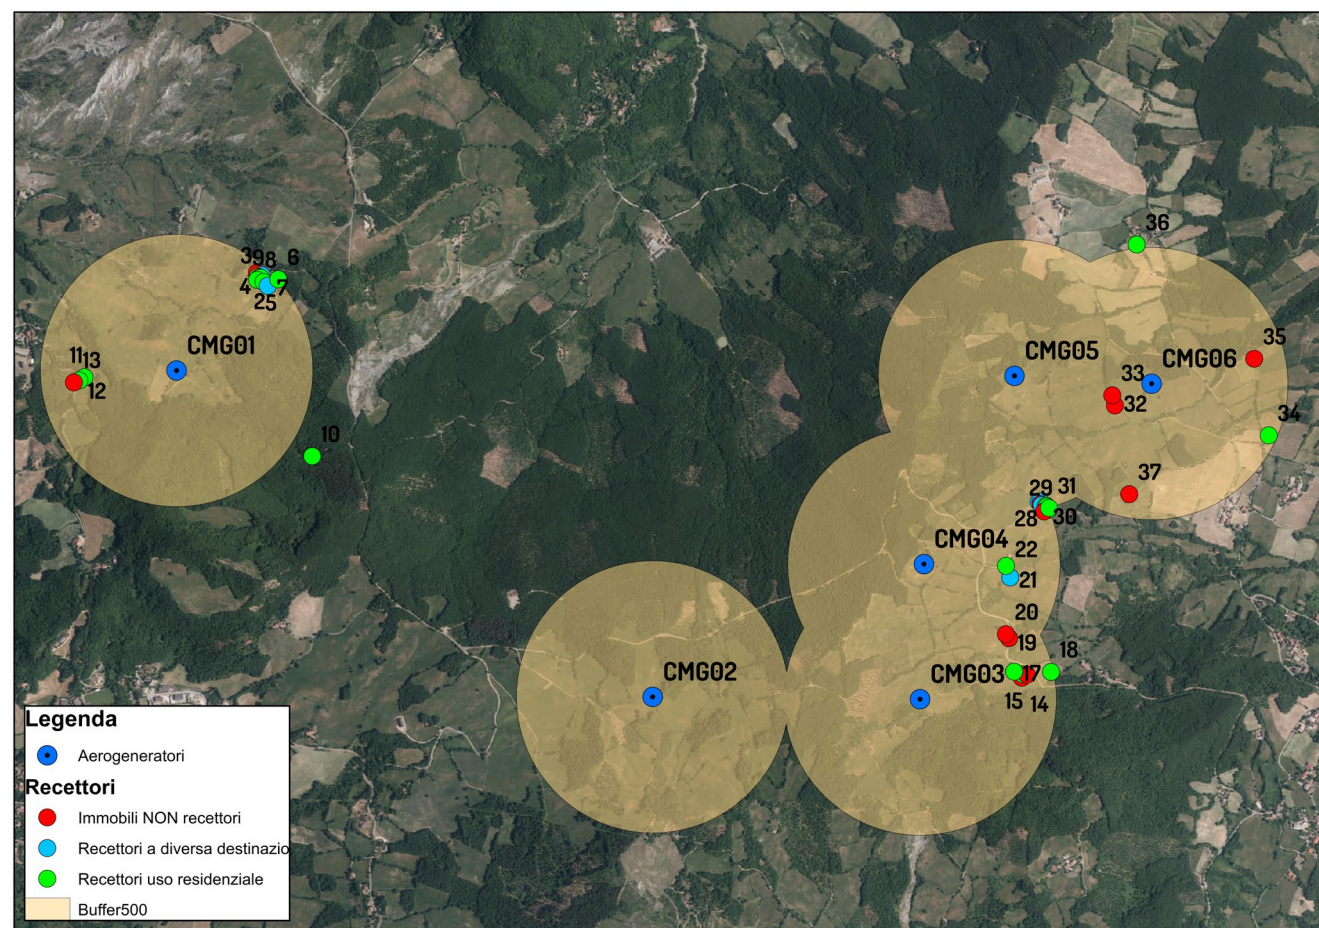 36
39 8 6
4 7
25
CMG01
11 13
12
10
CMG05
33 CMG06
35
32
34
37
29 31
28 30
CMG04
22
21
20
19
18
CMG03 17
15 14
CMG02
Legenda
Aerogeneratori
Recettori
Immobili NON recettori
Recettori a diversa destinazio
Recettori uso residenziale
Buffer500